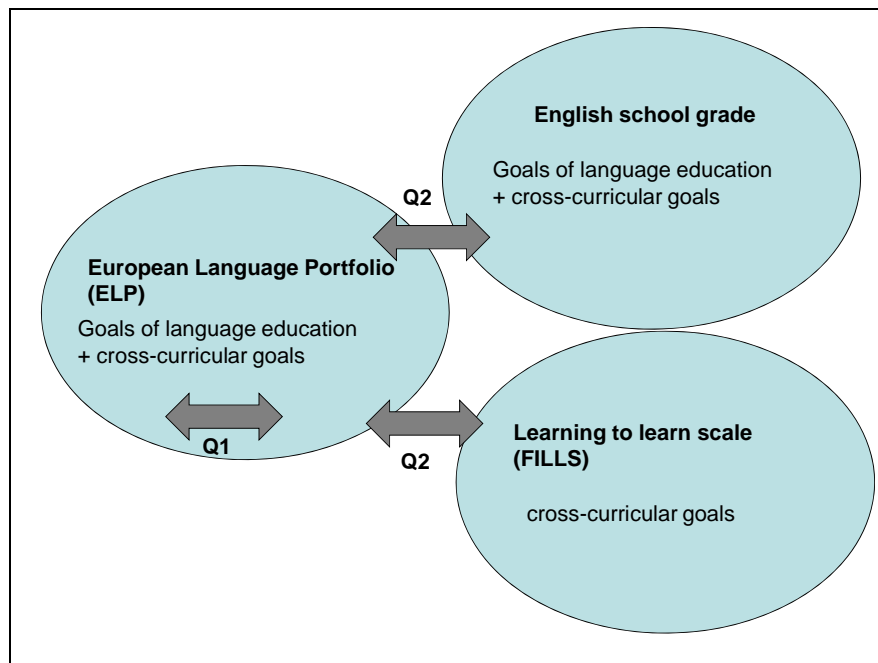 English school grade
Goals of language education
+ cross-curricular goals
Q2
European Language Portfolio
(ELP)
Goals of language education
+ cross-curricular goals
Q1
Q2
Learning to learn scale
(FILLS)
cross-curricular goals